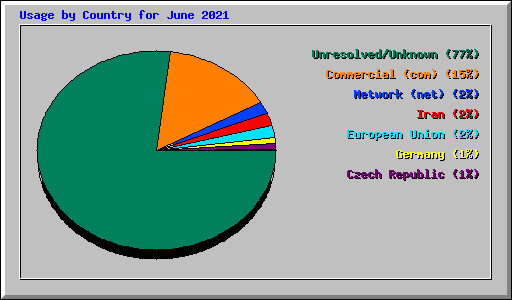 Usage by Country for June 2021
Unresolved/Unknown (77%)
Commercial (com) (15%)
Network (net) (2%)
Iran (2%)
European Union (2%)
Germany (1%)
Czech Republic (1%)